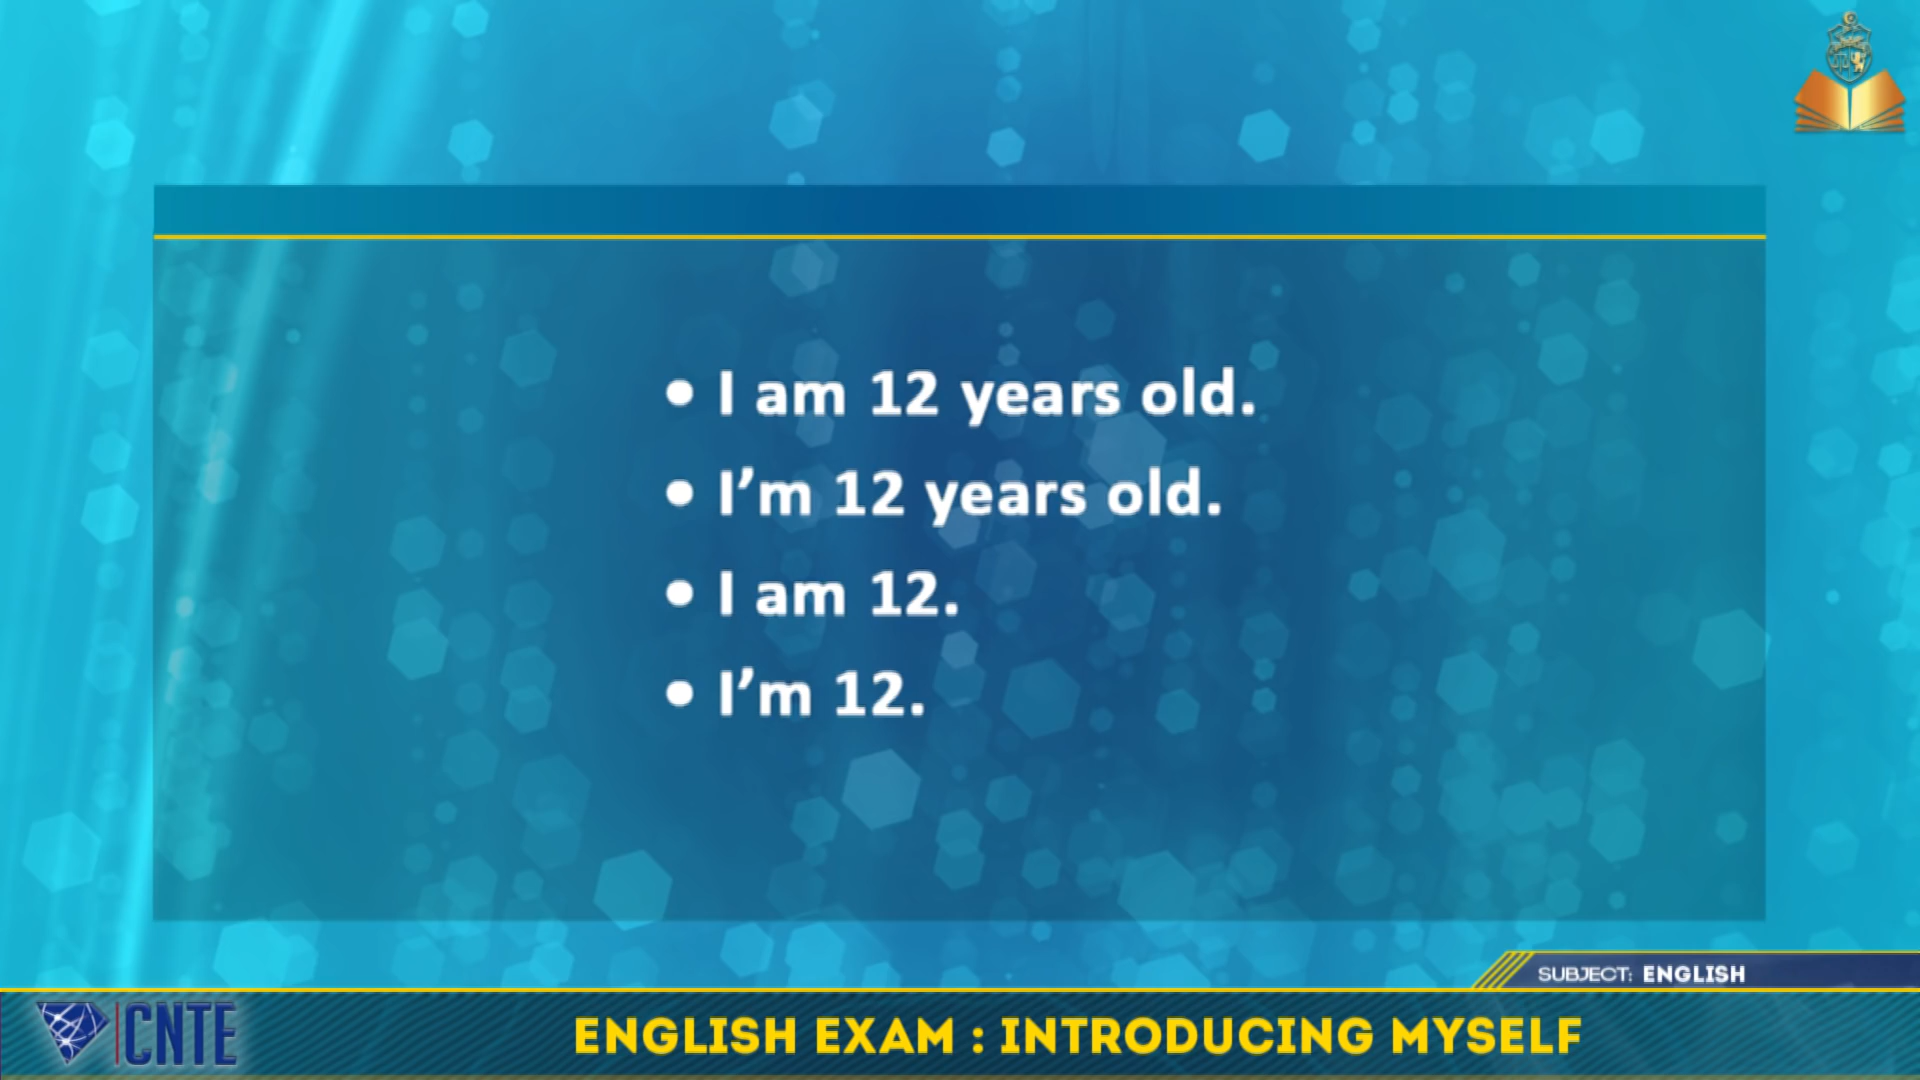 • I am 12 years old.
• I’m 12 years old.
• I am 12.
• I’m 12.
SUBJECT: ENGLISH
CNTE
ENGLISH EXAM : INTRODUCING MYSELF